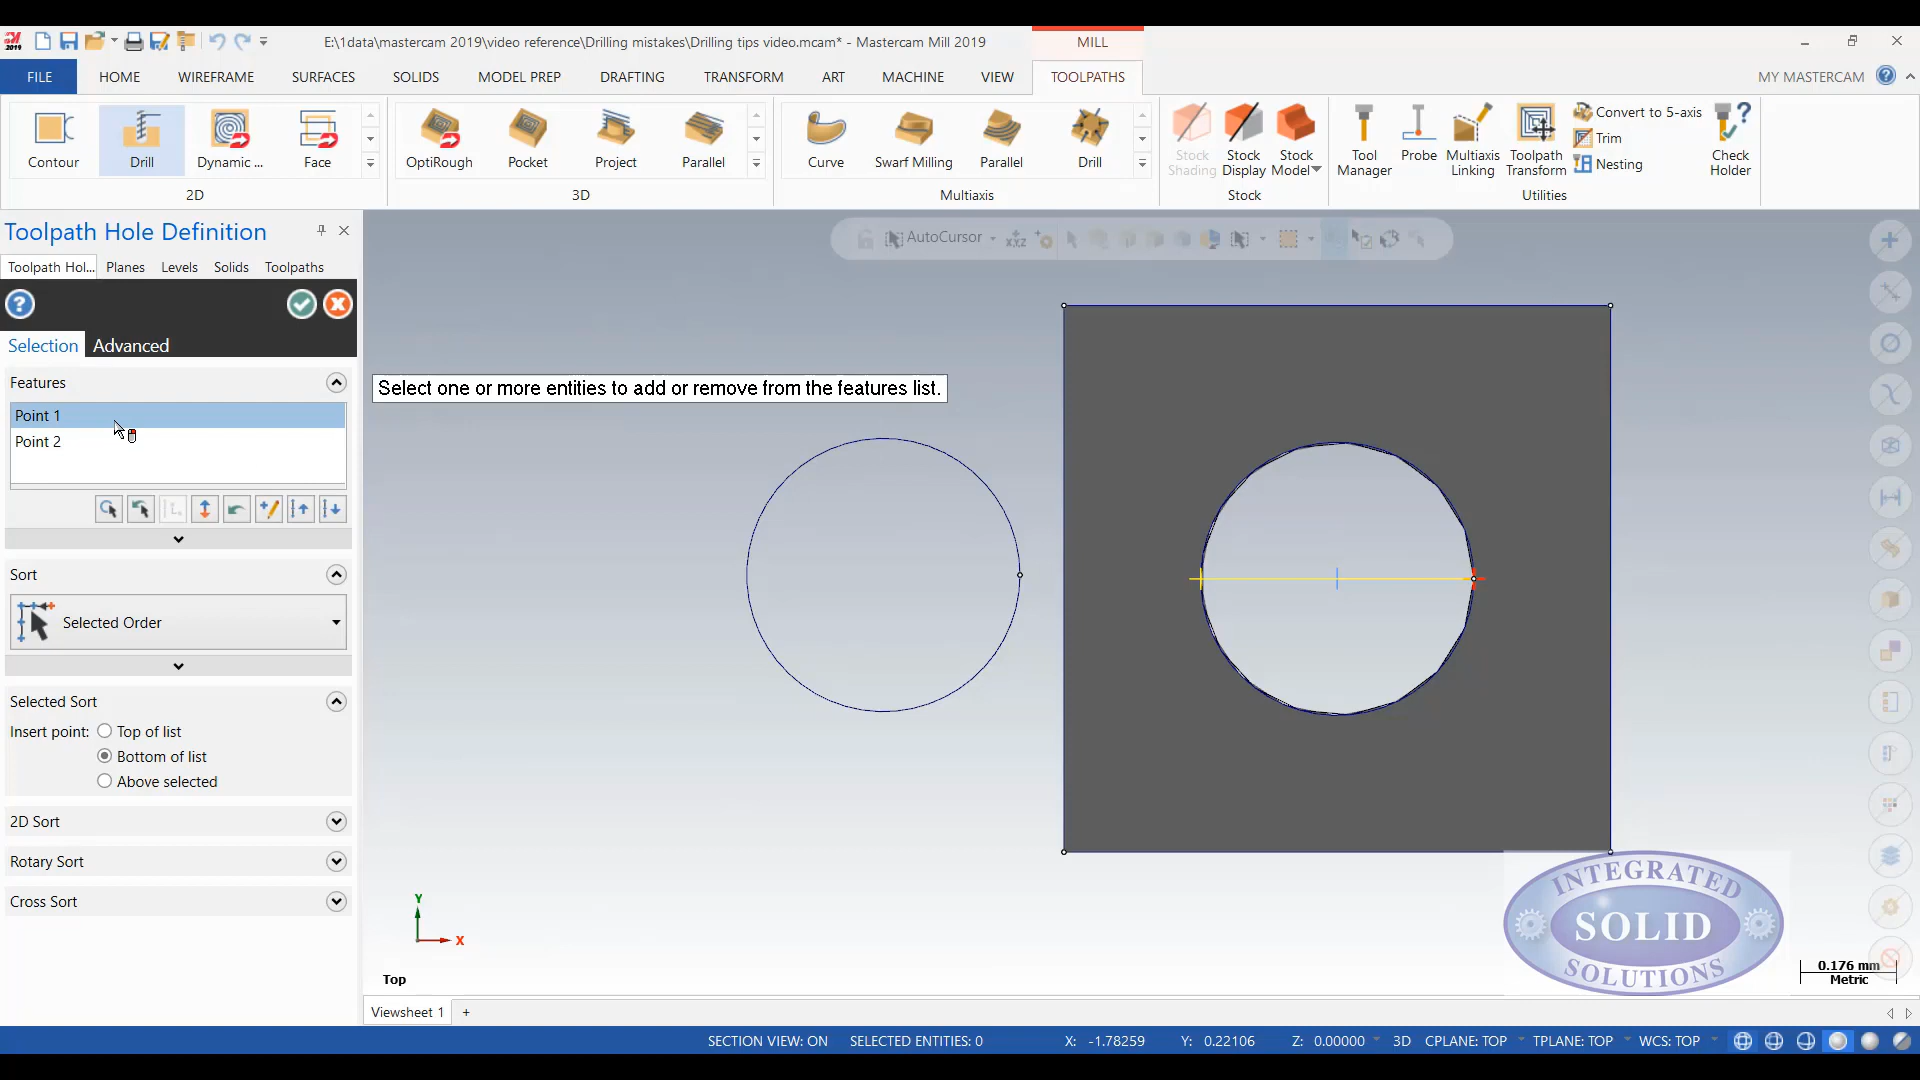 2019
E:\1data\mastercam 2019\video reference\Drilling mistakes\Drilling tips video.mcam* - Mastercam Mill 2019
MILL
FILE HOME WIREFRAME SURFACES SOLIDS MODEL PREP DRAFTING TRANSFORM ART MACHINE VIEW TOOLPATHS MY MASTERCAM
Contour Drill Dynamic ... Face
2D
OptiRough Pocket Project Parallel
3D
Curve Swarf Milling Parallel Drill
Multiaxis
Stock Shading
Stock Display
Stock Model
Stock
Tool Manager
Probe
Multiaxis Linking
Toolpath Transform
Convert to 5-axis
Trim
Nesting
Check Holder
Utilities
Toolpath Hole Definition
Toolpath Hol... Planes Levels Solids Toolpaths
Selection Advanced
Features
Point 1
Point 2
Sort
Selected Order
Selected Sort
Insert point: Top of list
Bottom of list
Above selected
2D Sort
Rotary Sort
Cross Sort
AutoCursor
Select one or more entities to add or remove from the features list.
Y
X
Top
INTEGRATED
SOLID
SOLUTIONS
0.176 mm
Metric
Viewsheet 1 +
SECTION VIEW: ON SELECTED ENTITIES: 0 X: -1.78259 Y: 0.22106 Z: 0.00000 3D CPLANE: TOP TPLANE: TOP WCS: TOP